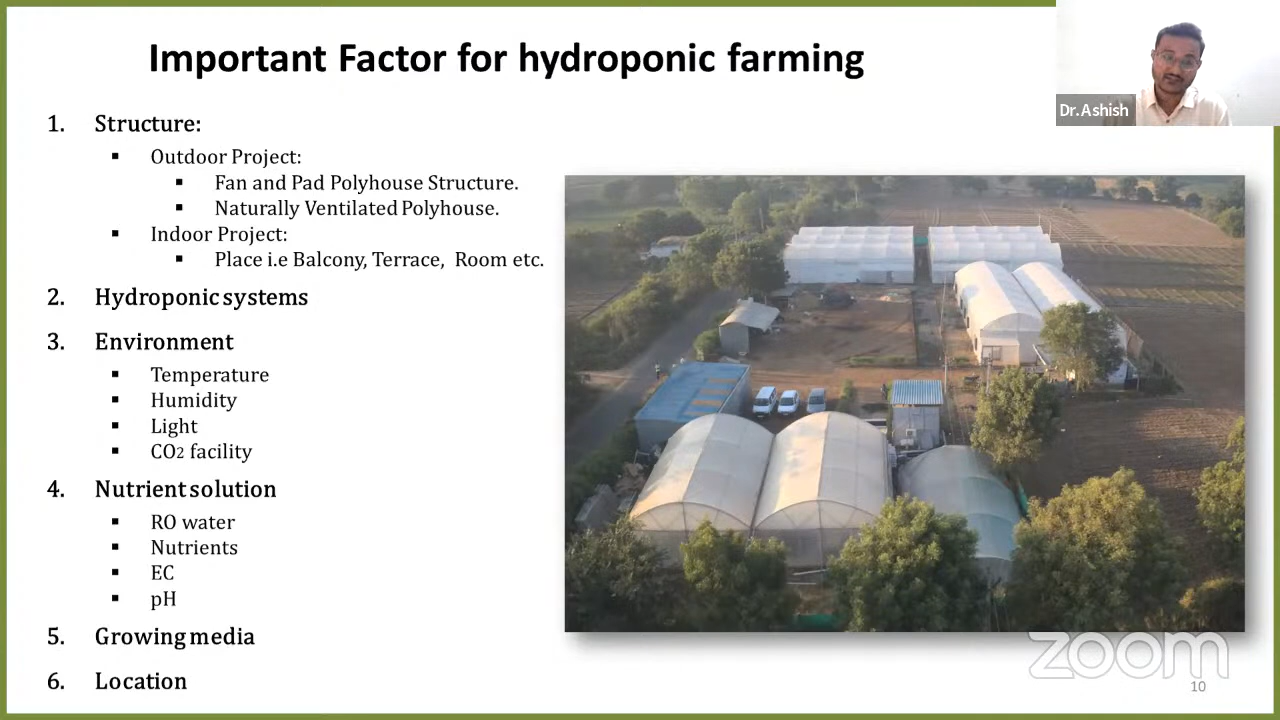 Important Factor for hydroponic farming
Dr.Ashish
1. Structure:
▪ Outdoor Project:
▪ Fan and Pad Polyhouse Structure.
▪ Naturally Ventilated Polyhouse.
▪ Indoor Project:
▪ Place i.e Balcony, Terrace, Room etc.
2. Hydroponic systems
3. Environment
▪ Temperature
▪ Humidity
▪ Light
▪ CO2 facility
4. Nutrient solution
▪ RO water
▪ Nutrients
▪ EC
▪ pH
5. Growing media
6. Location
zoom
10